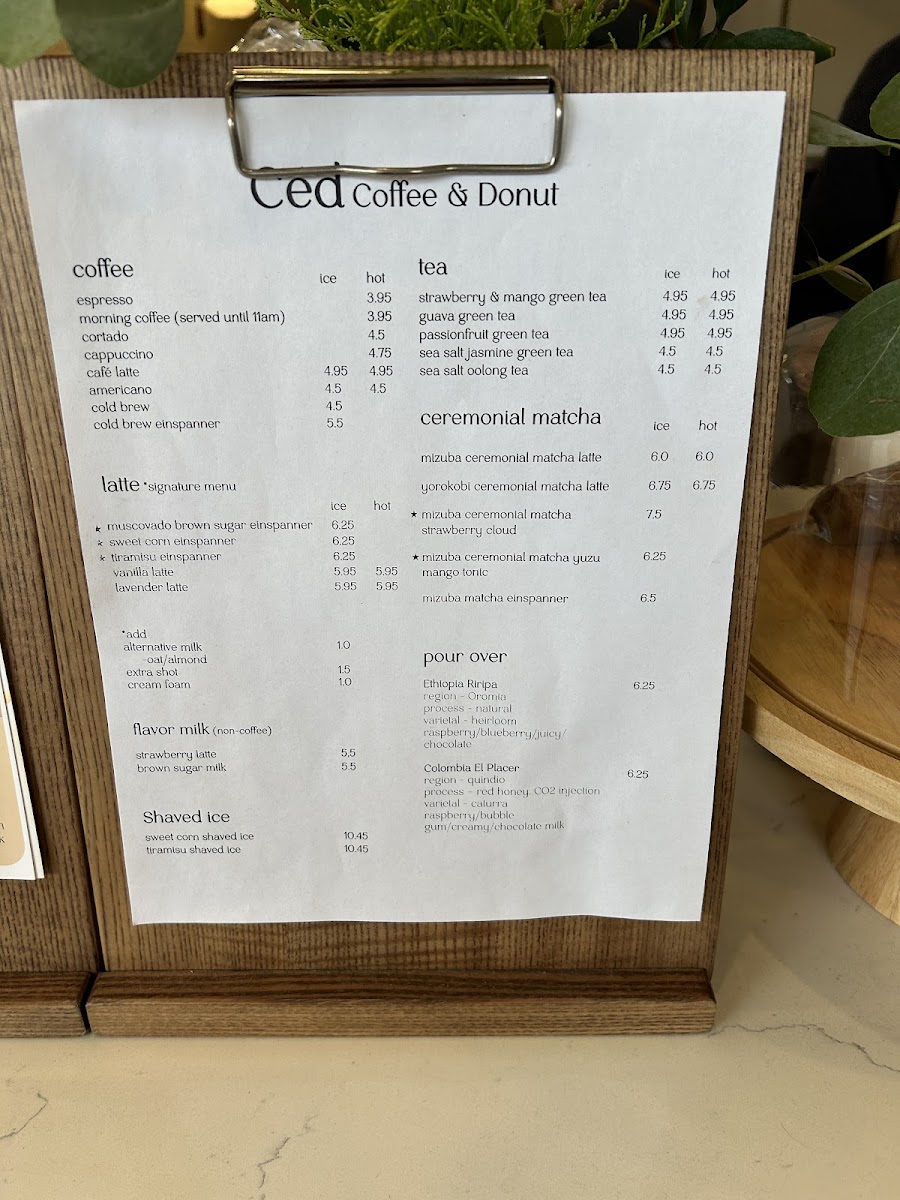 Ced Coffee & Donut
coffee ice hot
espresso 3.95
morning coffee (served until 11am) 3.95
cortado 4.5
cappuccino 4.75
café latte 4.95 4.95
americano 4.5 4.5
cold brew 4.5
cold brew einspanner 5.5
latte *signature menu
ice hot
★ muscovado brown sugar einspanner 6.25
★ sweet corn einspanner 6.25
★ tiramisu einspanner 6.25
vanilla latte 5.95 5.95
lavender latte 5.95 5.95
*add
alternative milk 1.0
-oat/almond
extra shot 1.5
cream foam 1.0
flavor milk (non-coffee)
strawberry latte 5.5
brown sugar milk 5.5
Shaved ice
sweet corn shaved ice 10.45
tiramisu shaved ice 10.45
tea ice hot
strawberry & mango green tea 4.95 4.95
guava green tea 4.95 4.95
passionfruit green tea 4.95 4.95
sea salt jasmine green tea 4.5 4.5
sea salt oolong tea 4.5 4.5
ceremonial matcha ice hot
mizuba ceremonial matcha latte 6.0 6.0
yorokobi ceremonial matcha latte 6.75 6.75
★ mizuba ceremonial matcha 7.5
strawberry cloud
★ mizuba ceremonial matcha yuzu 6.25
mango tonic
mizuba matcha einspanner 6.5
pour over
Ethiopia Riripa 6.25
region - Oromia
process - natural
varietal - heirloom
raspberry/blueberry/juicy/
chocolate
Colombia El Placer 6.25
region - quindio
process - red honey. CO2 injection
varietal - caturra
raspberry/bubble
gum/creamy/chocolate milk